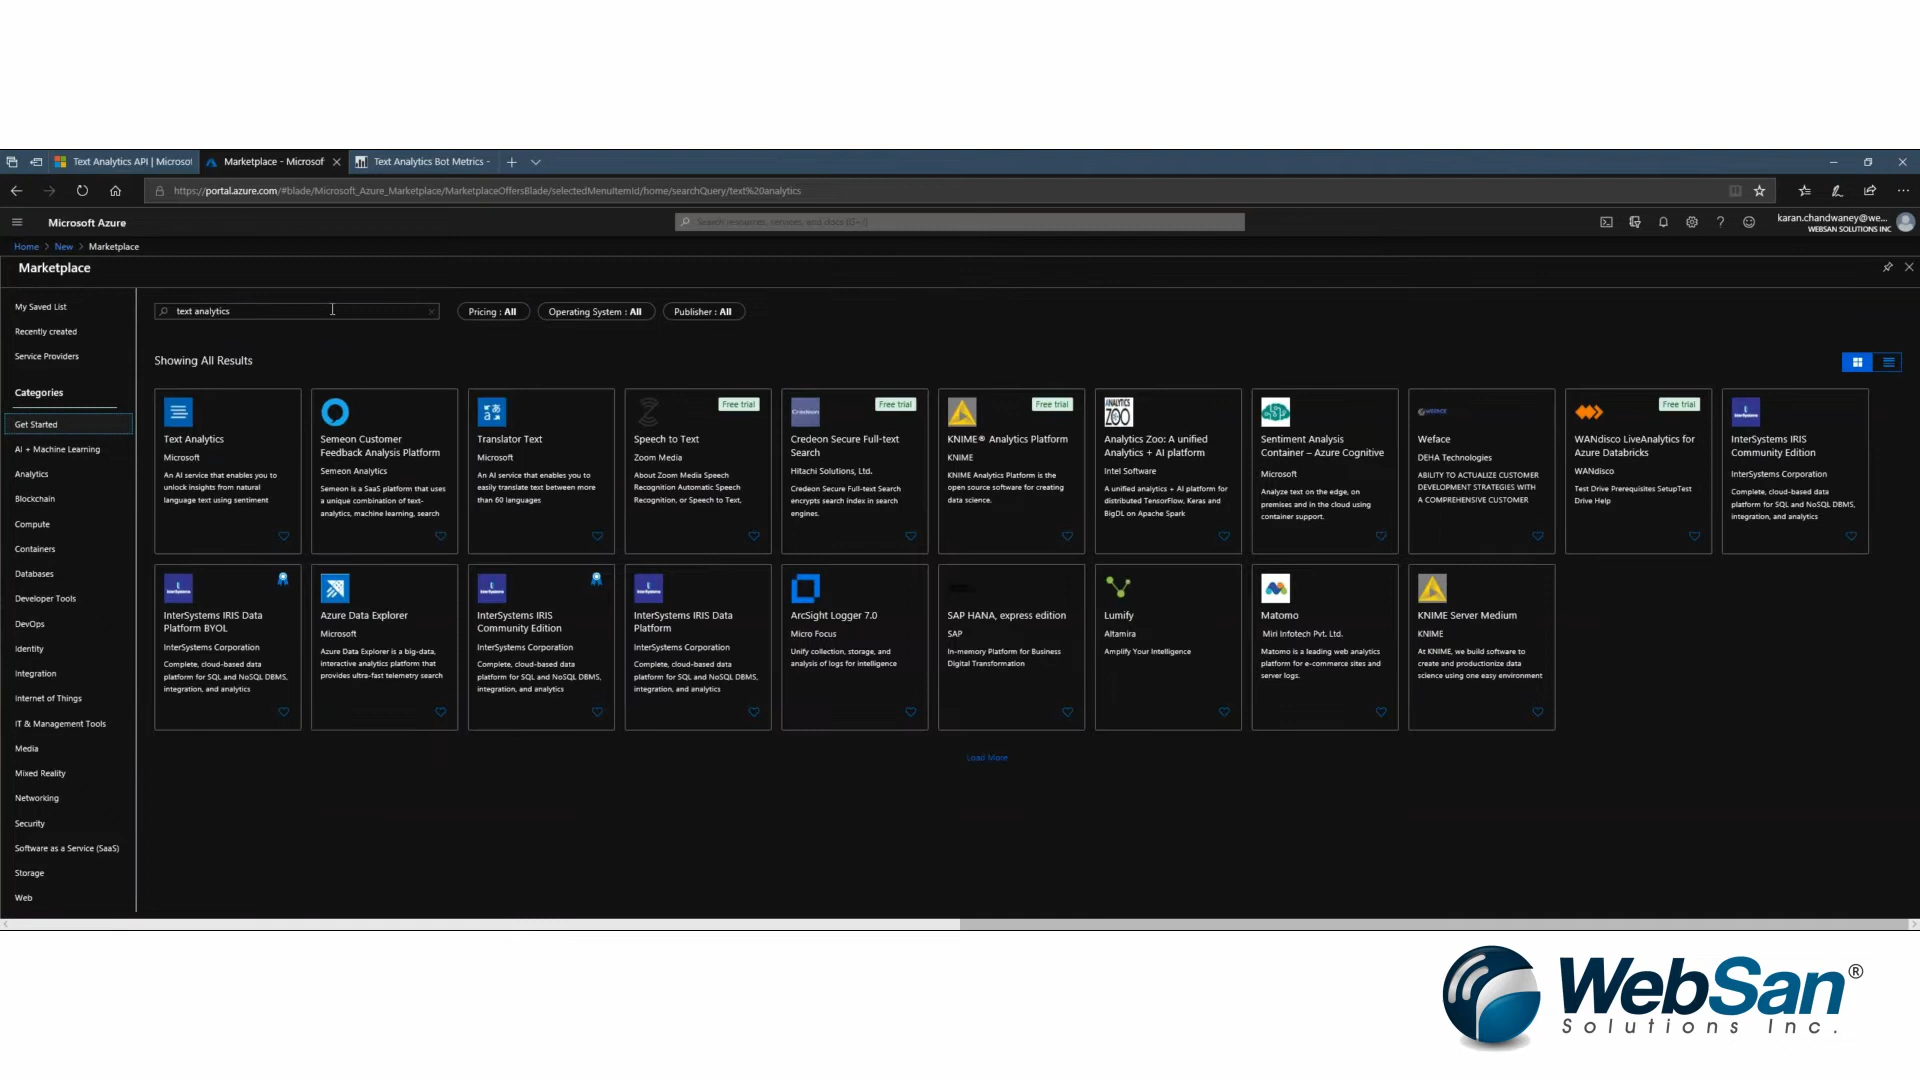 Text Analytics API | Microsof
Marketplace - Microsof
Text Analytics Bot Metrics -
https://portal.azure.com/#blade/Microsoft_Azure_Marketplace/MarketplaceOffersBlade/selectedMenuItemId/home/searchQuery/text%20analytics
Microsoft Azure
Search resources, services, and docs (G+/)
karan.chandwaney@we...
WEBSAN SOLUTIONS INC
Home > New > Marketplace
Marketplace
My Saved List
Recently created
Service Providers
Categories
Get Started
AI + Machine Learning
Analytics
Blockchain
Compute
Containers
Databases
Developer Tools
DevOps
Identity
Integration
Internet of Things
IT & Management Tools
Media
Mixed Reality
Networking
Security
Software as a Service (SaaS)
Storage
Web
text analytics
Pricing : All
Operating System : All
Publisher : All
Showing All Results
Text Analytics
Microsoft
An AI service that enables you to
unlock insights from natural
language text using sentiment
Semeon Customer
Feedback Analysis Platform
Semeon Analytics
Semeon is a SaaS platform that uses
a unique combination of text-
analytics, machine learning, search
Translator Text
Microsoft
An AI service that enables you to
easily translate text between more
than 60 languages
Free trial
Speech to Text
Zoom Media
About Zoom Media Speech
Recognition Automatic Speech
Recognition, or Speech to Text,
Credeon
Free trial
Credeon Secure Full-text
Search
Hitachi Solutions, Ltd.
Credeon Secure Full-text Search
encrypts search index in search
engines.
Free trial
KNIME® Analytics Platform
KNIME
KNIME Analytics Platform is the
open source software for creating
data science.
ANALYTICS
ZOO
Analytics Zoo: A unified
Analytics + AI platform
Intel Software
A unified analytics + AI platform for
distributed TensorFlow, Keras and
BigDL on Apache Spark
Sentiment Analysis
Container – Azure Cognitive
Microsoft
Analyze text on the edge, on
premises and in the cloud using
container support.
WEFACE
Weface
DEHA Technologies
ABILITY TO ACTUALIZE CUSTOMER
DEVELOPMENT STRATEGIES WITH
A COMPREHENSIVE CUSTOMER
Free trial
WANdisco LiveAnalytics for
Azure Databricks
WANdisco
Test Drive Prerequisites SetupTest
Drive Help
InterSystems
InterSystems IRIS
Community Edition
InterSystems Corporation
Complete, cloud-based data
platform for SQL and NoSQL DBMS,
integration, and analytics
InterSystems
InterSystems IRIS Data
Platform BYOL
InterSystems Corporation
Complete, cloud-based data
platform for SQL and NoSQL DBMS,
integration, and analytics
Azure Data Explorer
Microsoft
Azure Data Explorer is a big-data,
interactive analytics platform that
provides ultra-fast telemetry search
InterSystems
InterSystems IRIS
Community Edition
InterSystems Corporation
Complete, cloud-based data
platform for SQL and NoSQL DBMS,
integration, and analytics
InterSystems
InterSystems IRIS Data
Platform
InterSystems Corporation
Complete, cloud-based data
platform for SQL and NoSQL DBMS,
integration, and analytics
ArcSight Logger 7.0
Micro Focus
Unify collection, storage, and
analysis of logs for intelligence
SAP HANA, express edition
SAP
In-memory Platform for Business
Digital Transformation
Lumify
Altamira
Amplify Your Intelligence
Matomo
Miri Infotech Pvt. Ltd.
Matomo is a leading web analytics
platform for e-commerce sites and
server logs.
KNIME Server Medium
KNIME
At KNIME, we build software to
create and productionize data
science using one easy environment
Load More
WebSan®
Solutions Inc.